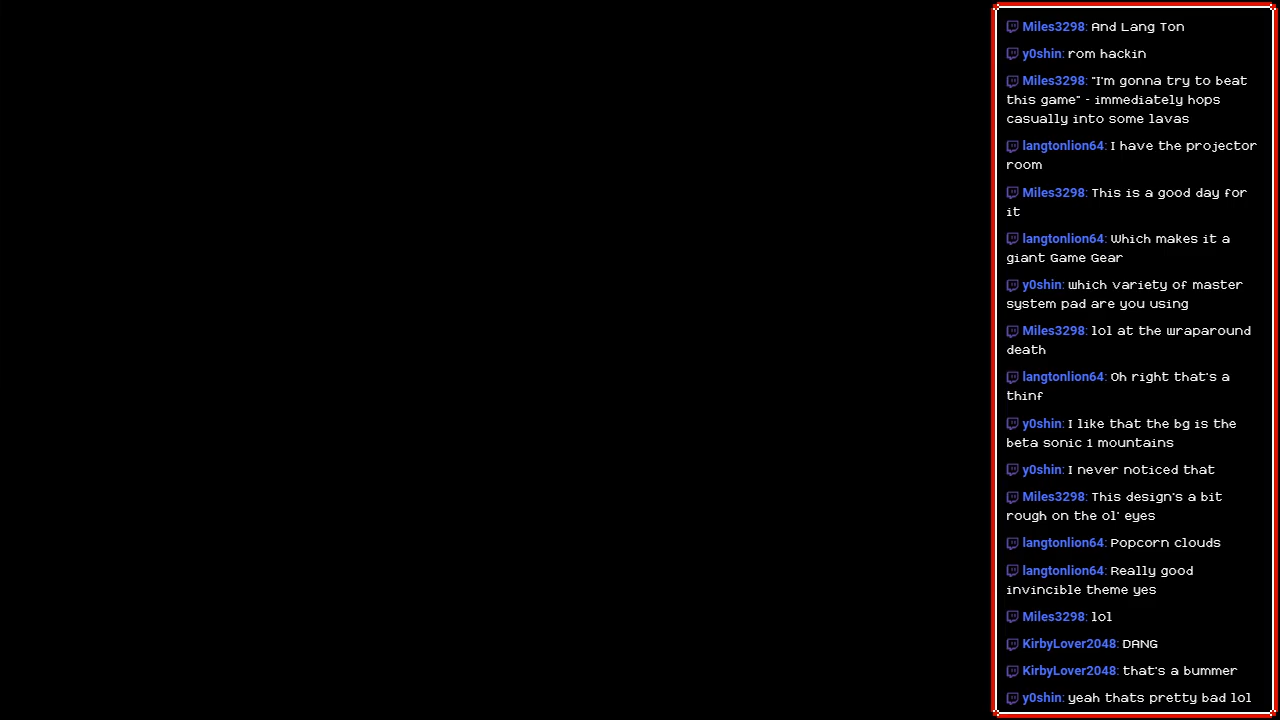 Miles3298: And Lang Ton
y0shin: rom hackin
Miles3298: "I'm gonna try to beat
this game" - immediately hops
casually into some lavas
langtonlion64: I have the projector
room
Miles3298: This is a good day for
it
langtonlion64: Which makes it a
giant Game Gear
y0shin: which variety of master
system pad are you using
Miles3298: lol at the wraparound
death
langtonlion64: Oh right that's a
thinf
y0shin: I like that the bg is the
beta sonic 1 mountains
y0shin: I never noticed that
Miles3298: This design's a bit
rough on the ol' eyes
langtonlion64: Popcorn clouds
langtonlion64: Really good
invincible theme yes
Miles3298: lol
KirbyLover2048: DANG
KirbyLover2048: that's a bummer
y0shin: yeah thats pretty bad lol